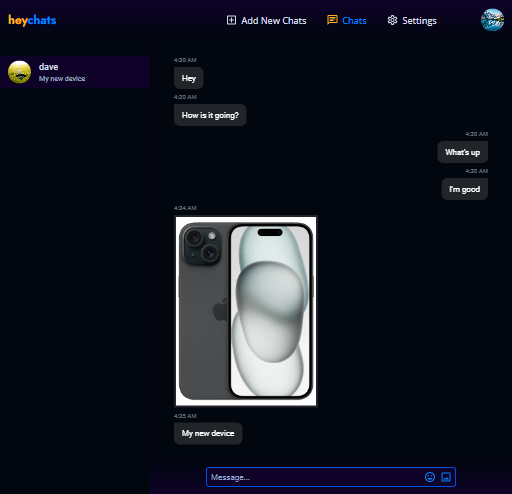 heychats
Add New Chats
Chats
Settings
dave
My new device
4:30 AM
Hey
4:30 AM
How is it going?
4:30 AM
What's up
4:30 AM
I'm good
4:34 AM
4:35 AM
My new device
Message...